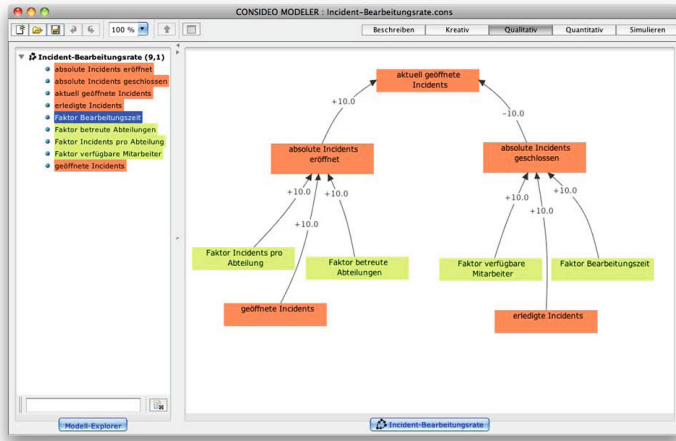 CONSIDEO MODELER : Incident-Bearbeitungsrate.cons
100 %
Beschreiben
Kreativ
Qualitativ
Quantitativ
Simulieren
Incident-Bearbeitungsrate (9,1)
absolute Incidents eröffnet
absolute Incidents geschlossen
aktuell geöffnete Incidents
erledigte Incidents
Faktor Bearbeitungszeit
Faktor betreute Abteilungen
Faktor Incidents pro Abteilung
Faktor verfügbare Mitarbeiter
geöffnete Incidents
aktuell geöffnete
Incidents
+10.0
-10.0
absolute Incidents
eröffnet
absolute Incidents
geschlossen
+10.0
+10.0
+10.0
+10.0
+10.0
+10.0
Faktor Incidents pro
Abteilung
Faktor betreute
Abteilungen
Faktor verfügbare
Mitarbeiter
Faktor Bearbeitungszeit
geöffnete Incidents
erledigte Incidents
Modell-Explorer
Incident-Bearbeitungsrate